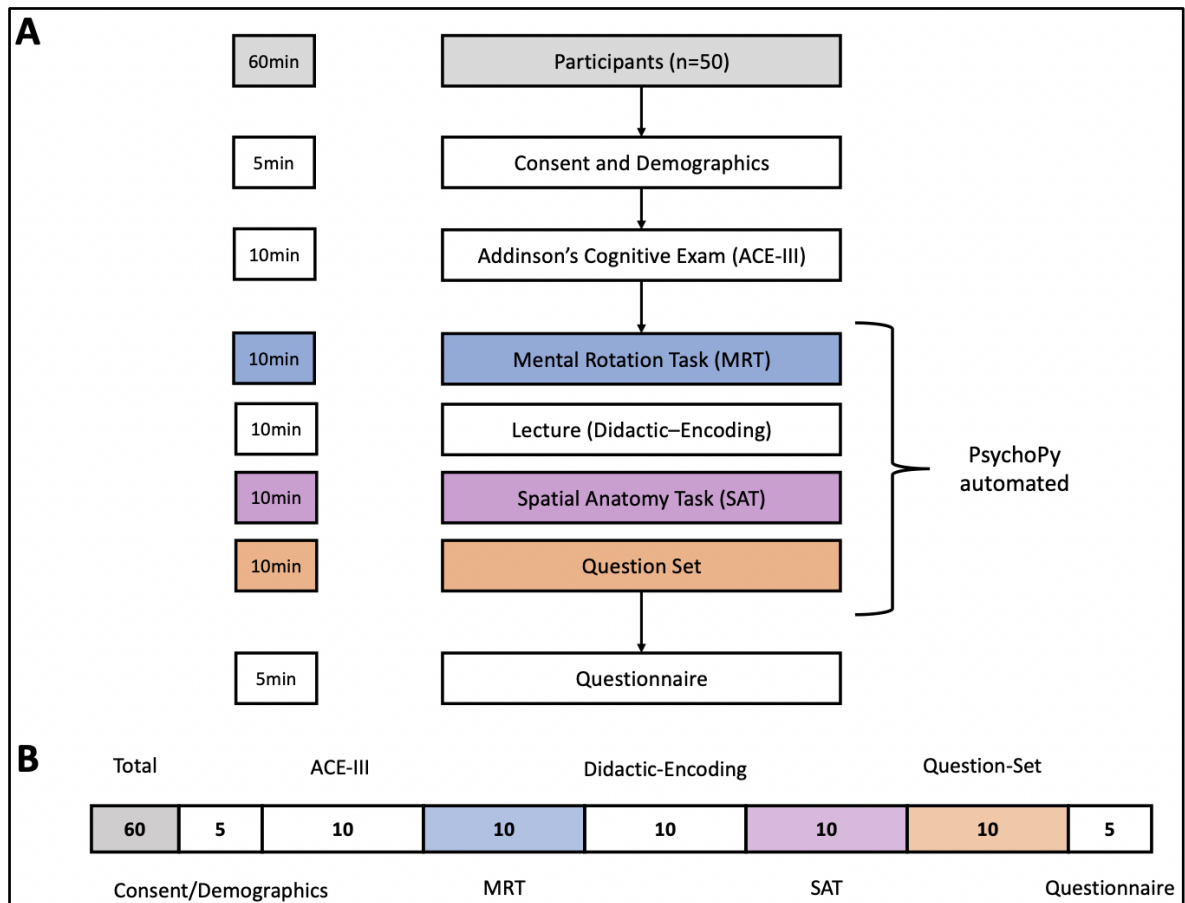 A
60min
Participants (n=50)
5min
Consent and Demographics
10min
Addinson’s Cognitive Exam (ACE-III)
10min
Mental Rotation Task (MRT)
10min
Lecture (Didactic–Encoding)
10min
Spatial Anatomy Task (SAT)
10min
Question Set
PsychoPy
automated
5min
Questionnaire
B
Total
ACE-III
Didactic-Encoding
Question-Set
60
5
10
10
10
10
10
5
Consent/Demographics
MRT
SAT
Questionnaire